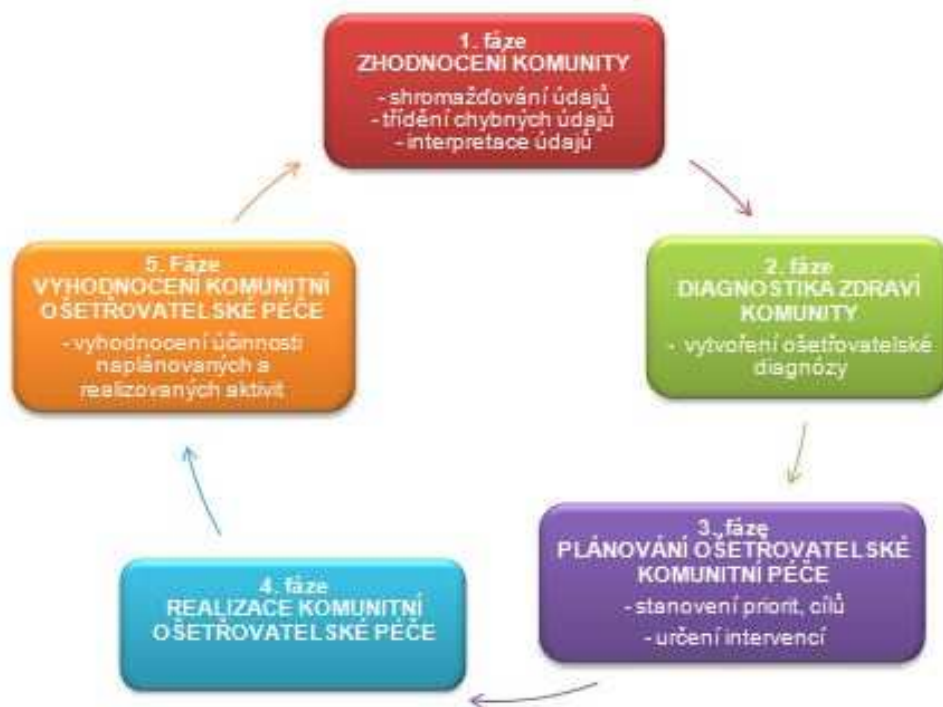 1. fáze
ZHODNOCENÍ KOMUNITY
- shromažďování údajů
- třídění chybných údajů
- interpretace údajů
2. fáze
DIAGNOSTIKA ZDRAVÍ
KOMUNITY
- vytvoření ošetřovatelské
diagnózy
3. fáze
PLÁNOVÁNÍ OŠETŘOVATELSKÉ
KOMUNITNÍ PÉČE
- stanovení priorit, cílů
- určení intervencí
4. fáze
REALIZACE KOMUNITNÍ
OŠETŘOVATELSKÉ PÉČE
5. Fáze
VYHODNOCENÍ KOMUNITNÍ
OŠETŘOVATELSKÉ PÉČE
- vyhodnocení účinnosti
naplánovaných a
realizovaných aktivit